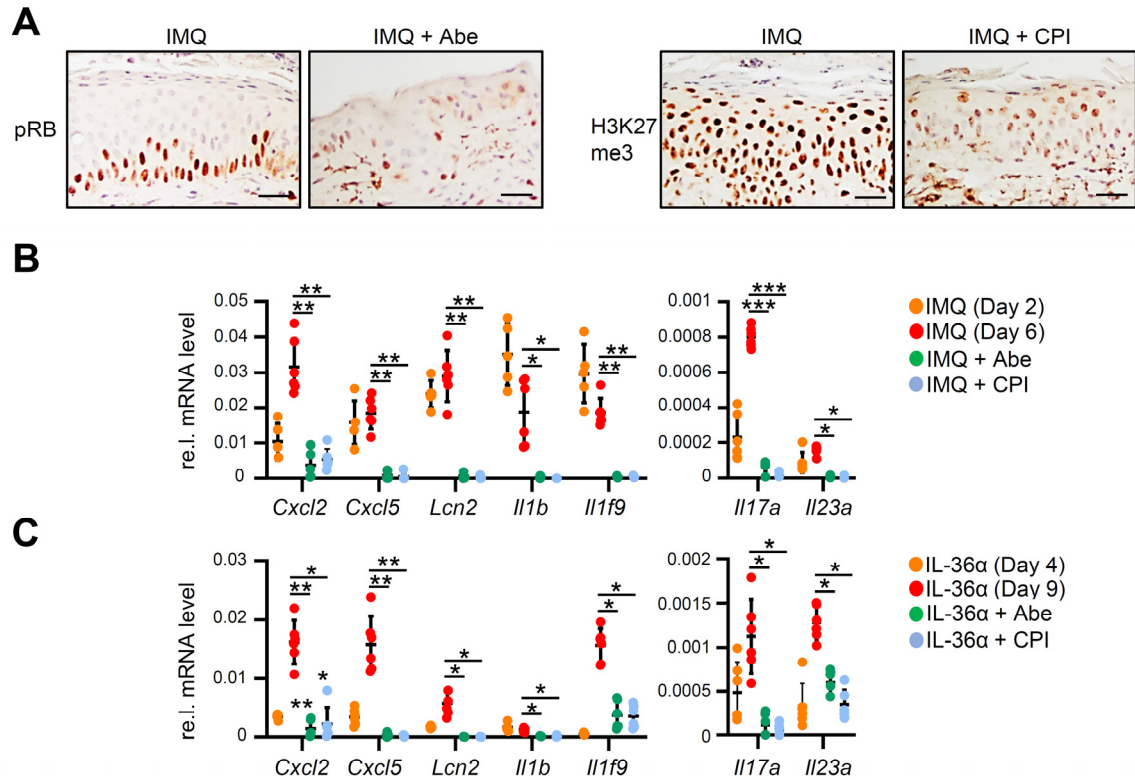 A
IMQ
IMQ + Abe
IMQ
IMQ + CPI
pRB
H3K27
me3
B
re.l. mRNA level
0.05
0.04
0.03
0.02
0.01
0
** ** ** ** ** ** * * ** **
Cxcl2 Cxcl5 Lcn2 Il1b Il1f9
0.001
0.0008
0.0006
0.0004
0.0002
0
*** *** * *
Il17a Il23a
IMQ (Day 2)
IMQ (Day 6)
IMQ + Abe
IMQ + CPI
C
re.l. mRNA level
0.03
0.02
0.01
0
* ** ** * ** ** * * * * * *
Cxcl2 Cxcl5 Lcn2 Il1b Il1f9
0.002
0.0015
0.001
0.0005
0
* * * *
Il17a Il23a
IL-36α (Day 4)
IL-36α (Day 9)
IL-36α + Abe
IL-36α + CPI